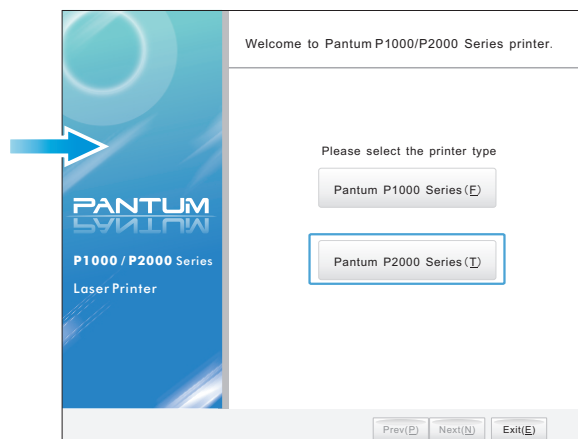 Welcome to Pantum P1000/P2000 Series printer.
Please select the printer type
Pantum P1000 Series(F)
PANTUM
Pantum P2000 Series(T)
P1000 / P2000 Series
Laser Printer
Prev(P) Next(N) Exit(E)